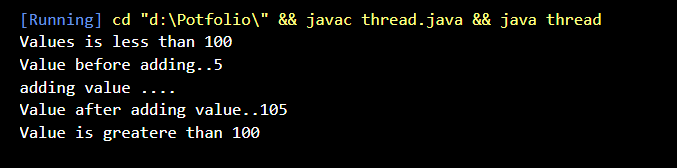 [Running] cd "d:\Potfolio\" && javac thread.java && java thread
Values is less than 100
Value before adding..5
adding value ....
Value after adding value..105
Value is greatere than 100